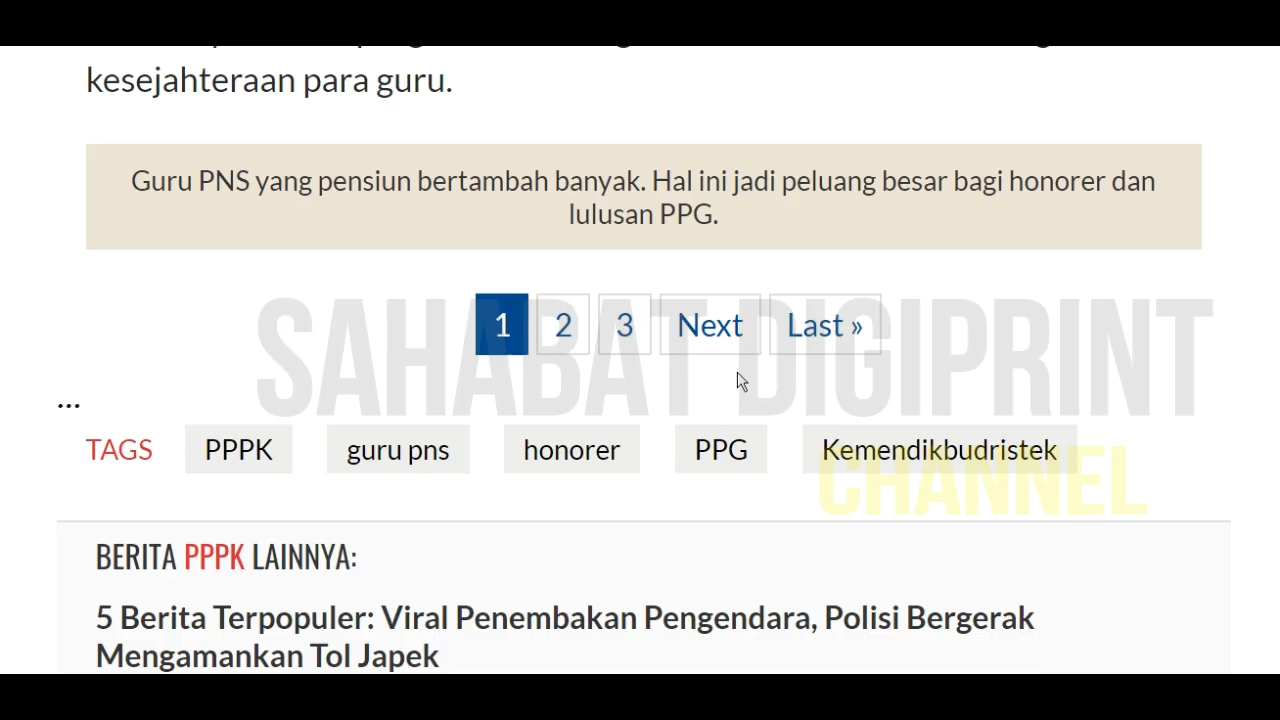 kesejahteraan para guru.
Guru PNS yang pensiun bertambah banyak. Hal ini jadi peluang besar bagi honorer dan
lulusan PPG.
1 2 3 Next Last »
SAHABAT DIGIPRINT
...
TAGS PPPK guru pns honorer PPG Kemendikbudristek
CHANNEL
BERITA PPPK LAINNYA:
5 Berita Terpopuler: Viral Penembakan Pengendara, Polisi Bergerak
Mengamankan Tol Japek